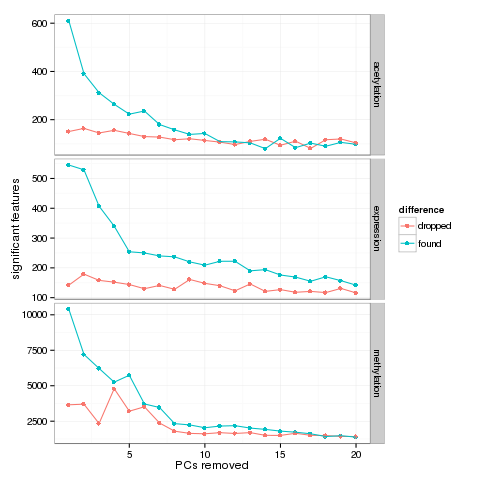 600
400
200
acetylation
500
400
300
200
100
expression
10000
7500
5000
2500
methylation
5 10 15 20
PCs removed
significant features
difference
dropped
found